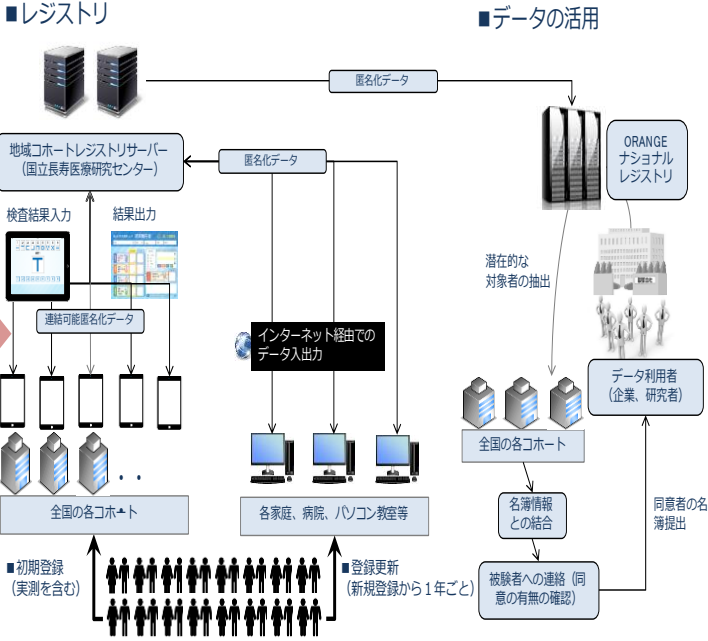 ■レジストリ
■データの活用
匿名化データ
地域コホートレジストリサーバー
（国立長寿医療研究センター）
匿名化データ
ORANGE
ナショナル
レジストリ
検査結果入力
結果出力
連結可能匿名化データ
インターネット経由での
データ入出力
潜在的な
対象者の抽出
データ利用者
（企業、研究者）
全国の各コホート
・・
全国の各コホート
各家庭、病院、パソコン教室等
名簿情報
との結合
同意者の名
簿提出
■初期登録
（実測を含む）
■登録更新
（新規登録から１年ごと）
被験者への連絡（同
意の有無の確認）